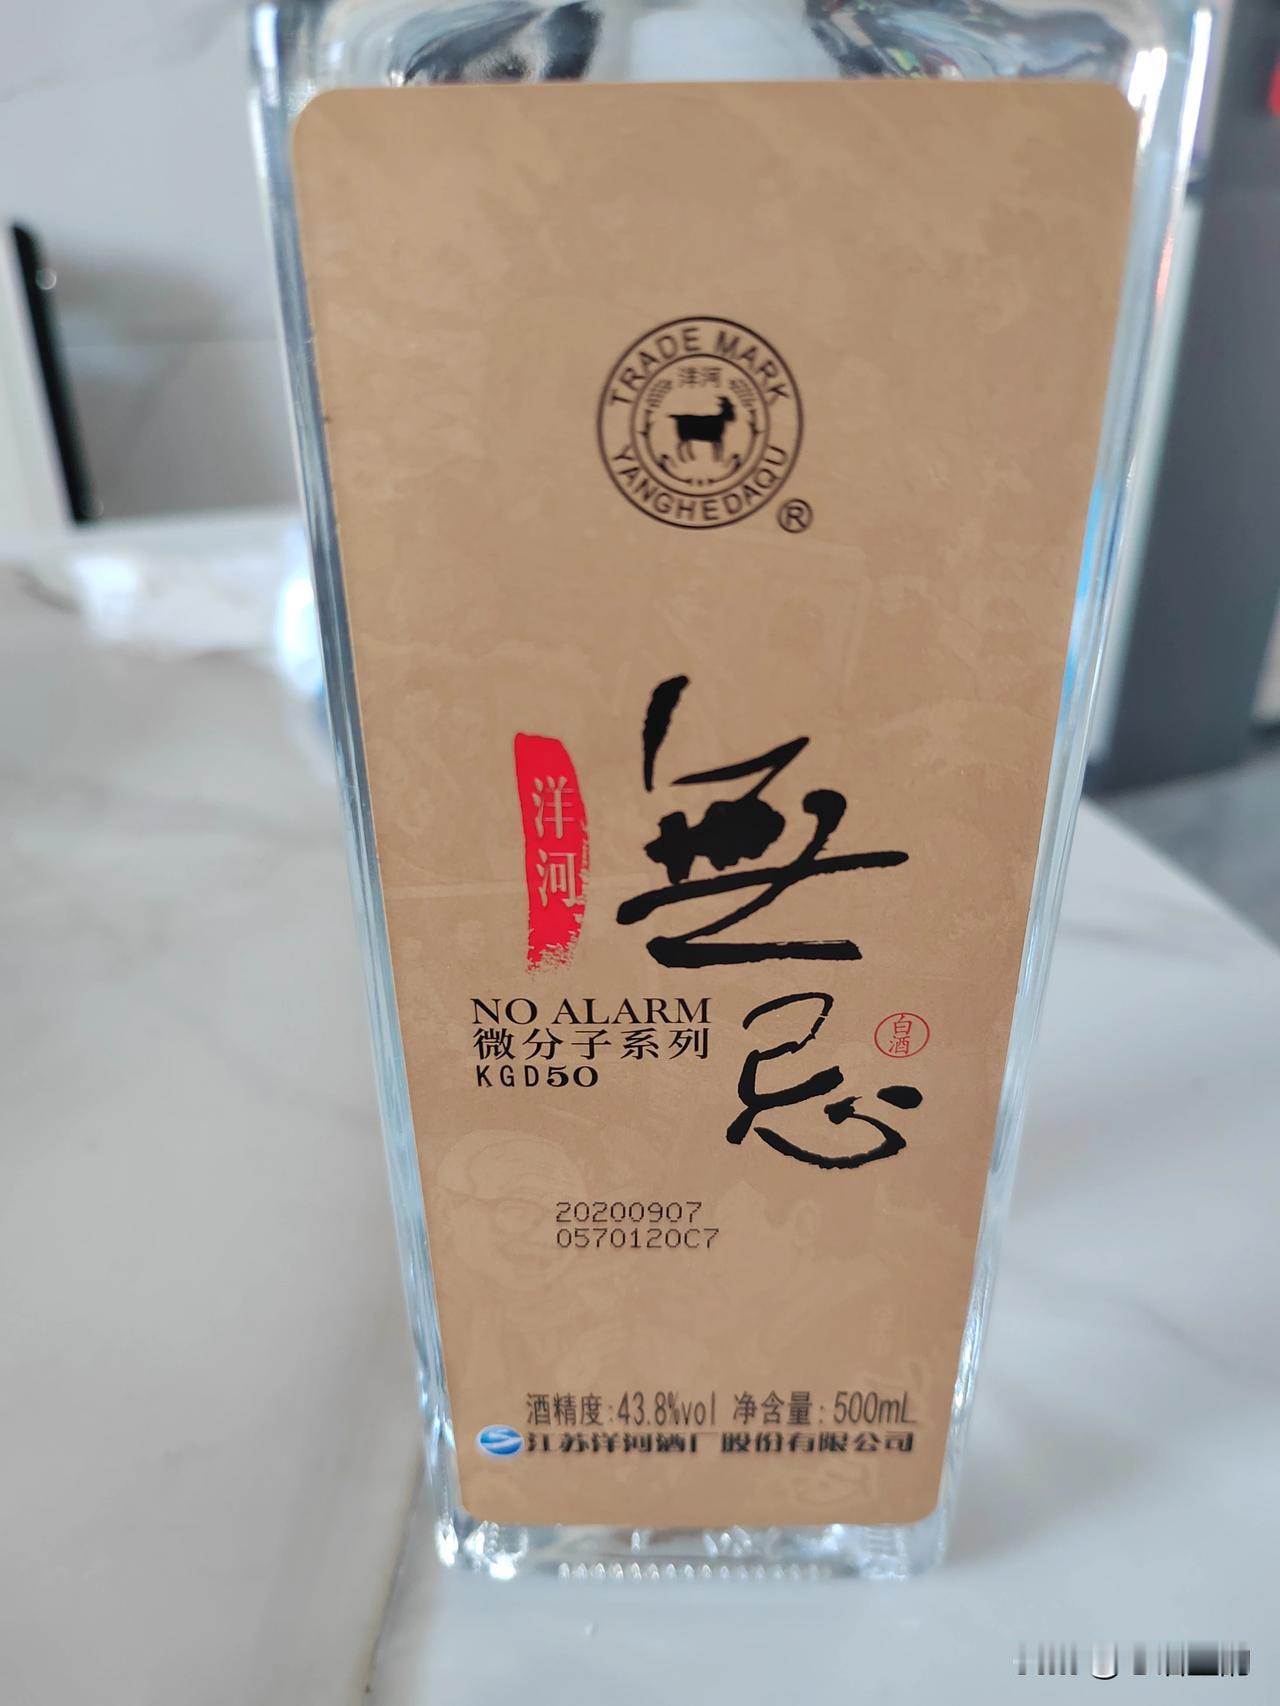 TRADE MARK
洋河
YANGHEDAQU
®
洋河
無忌
NO ALARM
微分子系列
KGD50
白酒
20200907
0570120C7
酒精度:43.8%vol 净含量:500mL
江苏洋河酒厂股份有限公司